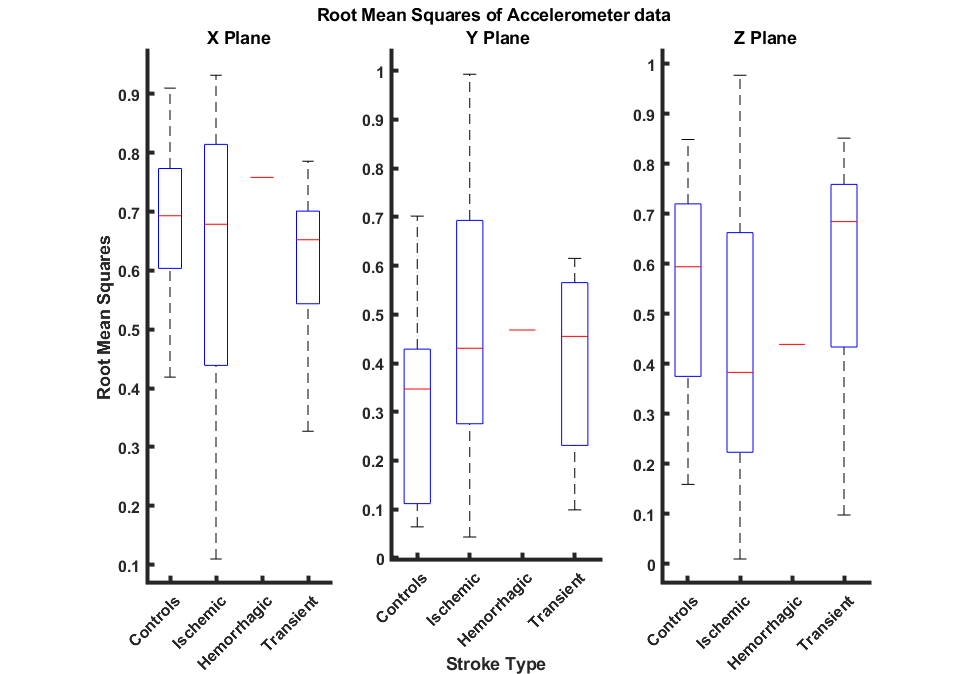 Root Mean Squares of Accelerometer data
X Plane
Y Plane
Z Plane
Root Mean Squares
0.9
0.8
0.7
0.6
0.5
0.4
0.3
0.2
0.1
Controls
Ischemic
Hemorrhagic
Transient
1
0.9
0.8
0.7
0.6
0.5
0.4
0.3
0.2
0.1
0
Controls
Ischemic
Hemorrhagic
Transient
1
0.9
0.8
0.7
0.6
0.5
0.4
0.3
0.2
0.1
0
Controls
Ischemic
Hemorrhagic
Transient
Stroke Type